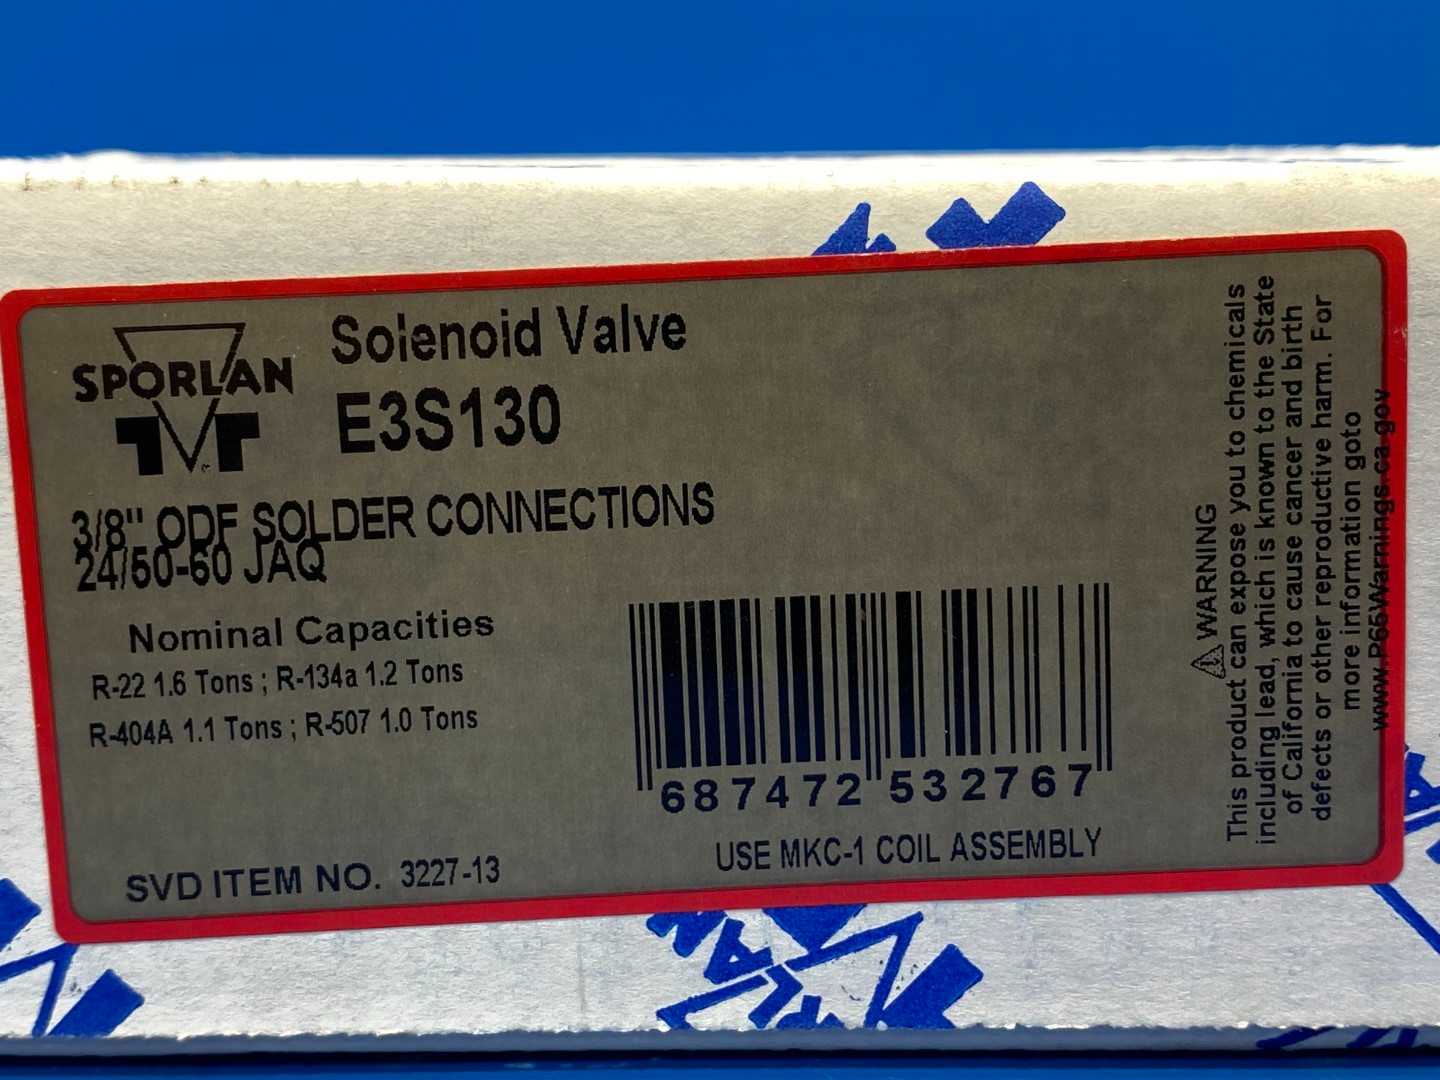 SPORLAN
Solenoid Valve
E3S130
3/8" ODF SOLDER CONNECTIONS
24/50-60 JAQ
Nominal Capacities
R-22 1.6 Tons ; R-134a 1.2 Tons
R-404A 1.1 Tons ; R-507 1.0 Tons
687472 532767
SVD ITEM NO. 3227-13
USE MKC-1 COIL ASSEMBLY
⚠ WARNING
This product can expose you to chemicals
including lead, which is known to the State
of California to cause cancer and birth
defects or other reproductive harm. For
more information goto
www.P65Warnings.ca.gov